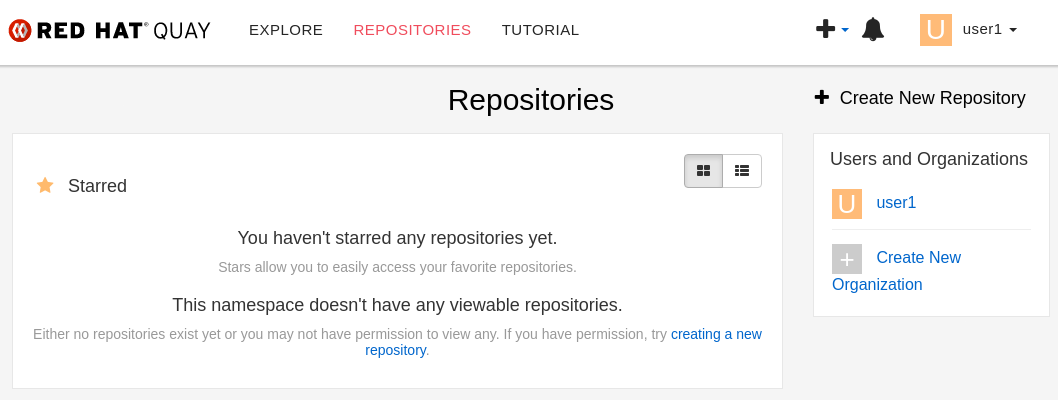 RED HAT® QUAY EXPLORE REPOSITORIES TUTORIAL U user1
Repositories
Create New Repository
Starred
You haven't starred any repositories yet.
Stars allow you to easily access your favorite repositories.
This namespace doesn't have any viewable repositories.
Either no repositories exist yet or you may not have permission to view any. If you have permission, try creating a new
repository.
Users and Organizations
U user1
+ Create New
Organization